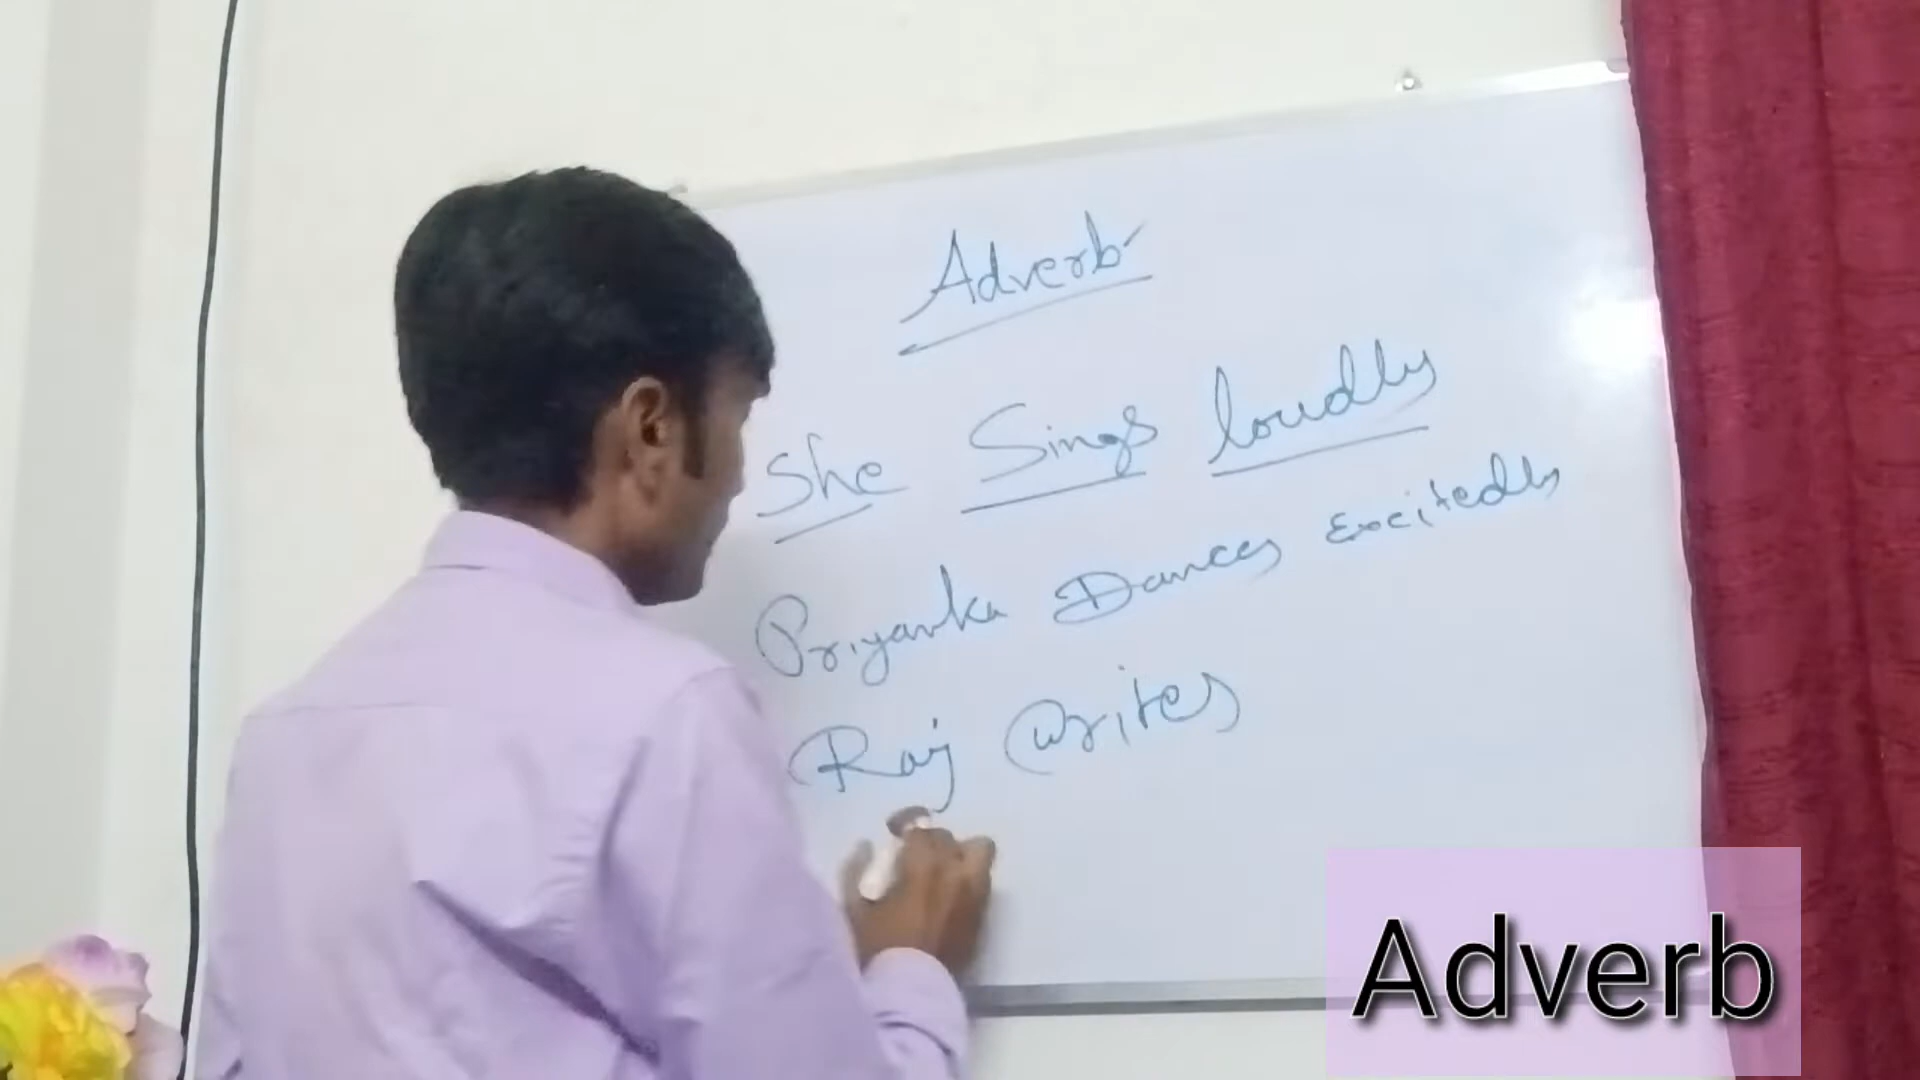 Adverb
She Sings loudly
Priyanka Dances Excitedly
Raj writes
Adverb